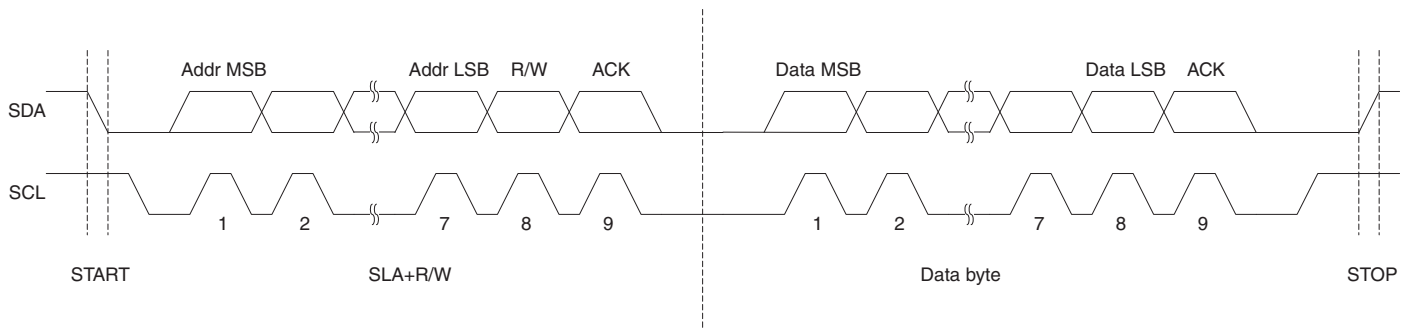 Addr MSB Addr LSB R/W ACK Data MSB Data LSB ACK
SDA
SCL
1 2 7 8 9 1 2 7 8 9
START SLA+R/W Data byte STOP